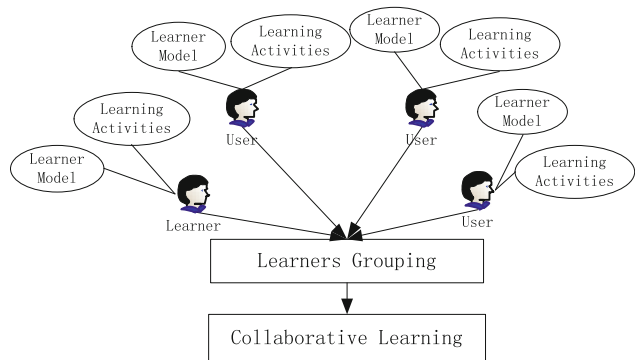 Learner
Model
Learning
Activities
Learner
Model
Learning
Activities
User
User
Learning
Activities
Learner
Model
Learner
Model
Learning
Activities
Learner
User
Learners Grouping
Collaborative Learning